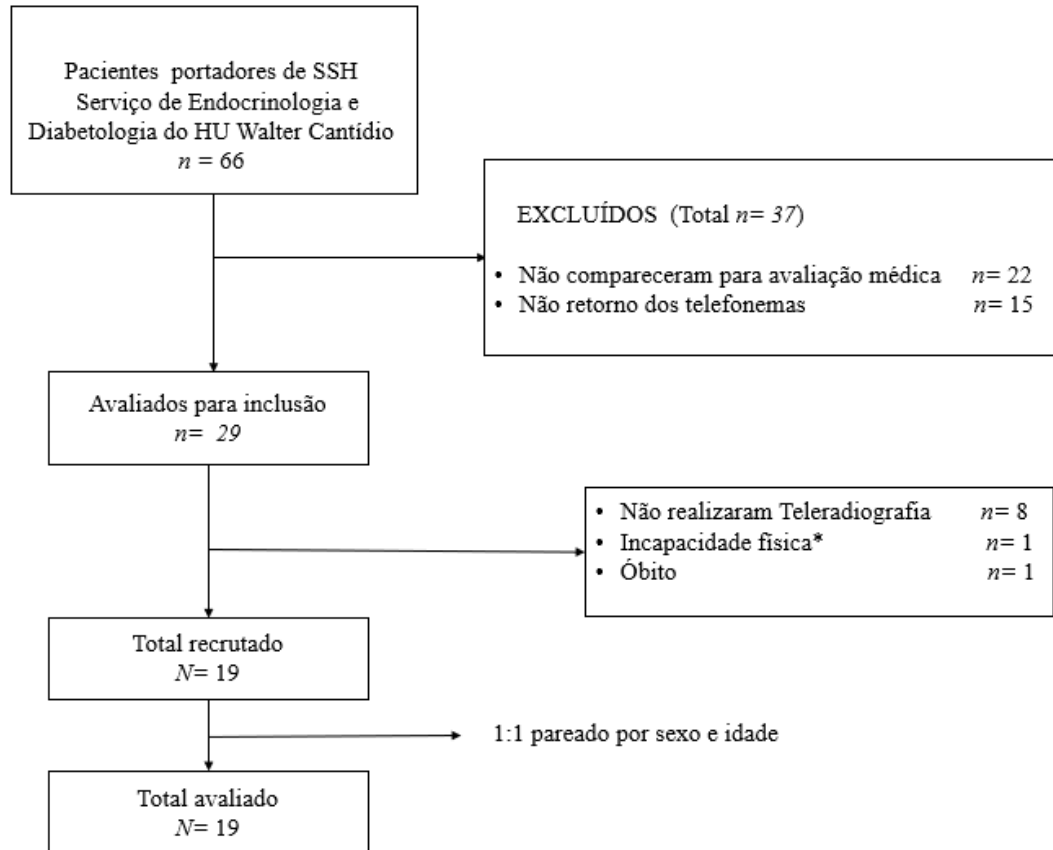 Pacientes portadores de SSH
Serviço de Endocrinologia e
Diabetologia do HU Walter Cantídio
n = 66
EXCLUÍDOS (Total n= 37)
• Não compareceram para avaliação médica n= 22
• Não retorno dos telefonemas n= 15
Avaliados para inclusão
n= 29
• Não realizaram Teleradiografia n= 8
• Incapacidade física* n= 1
• Óbito n= 1
Total recrutado
N= 19
1:1 pareado por sexo e idade
Total avaliado
N= 19